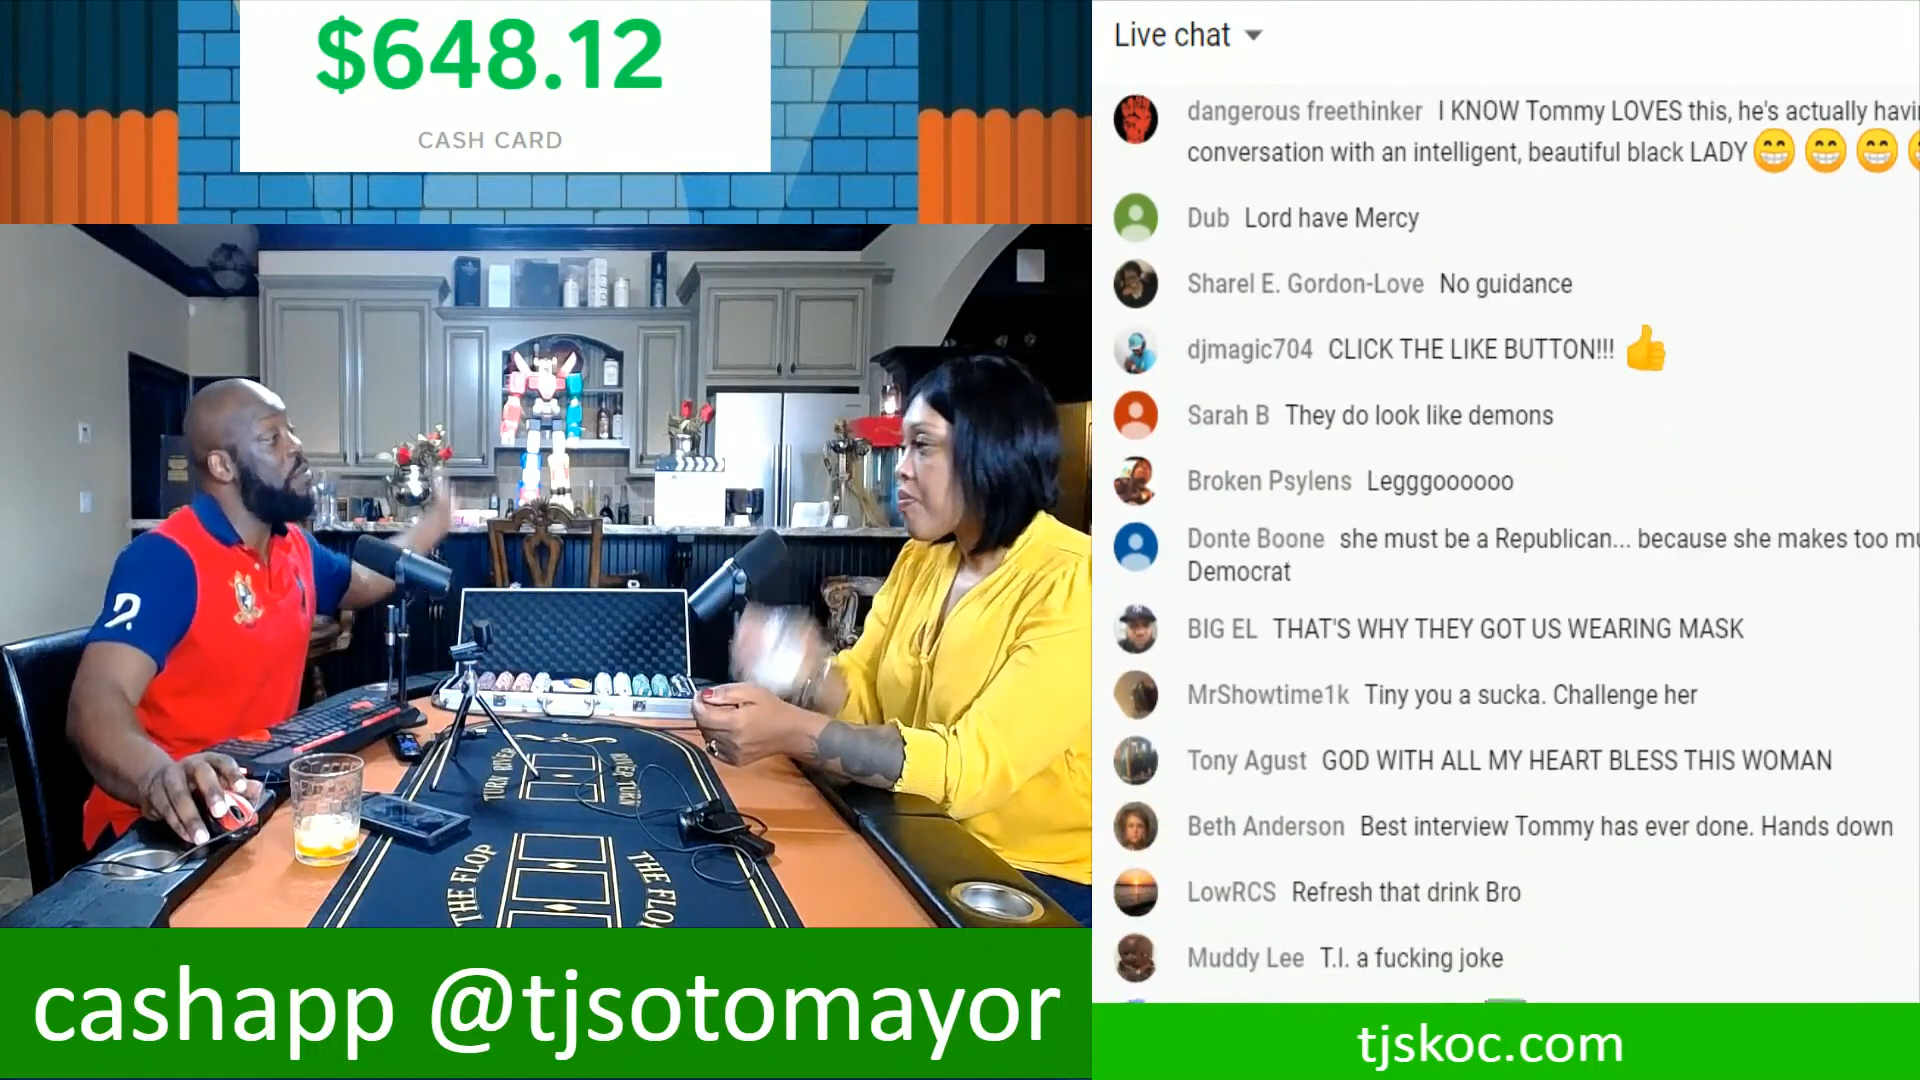 $648.12
CASH CARD
cashapp @tjsotomayor
2
TURN RIVER
RIVER TURN
THE FLOP
THE FLOP
Live chat
dangerous freethinker I KNOW Tommy LOVES this, he's actually havi
conversation with an intelligent, beautiful black LADY 😁 😁 😁
Dub Lord have Mercy
Sharel E. Gordon-Love No guidance
djmagic704 CLICK THE LIKE BUTTON!!! 👍
Sarah B They do look like demons
Broken Psylens Legggoooooo
Donte Boone she must be a Republican... because she makes too mu
Democrat
BIG EL THAT'S WHY THEY GOT US WEARING MASK
MrShowtime1k Tiny you a sucka. Challenge her
Tony Agust GOD WITH ALL MY HEART BLESS THIS WOMAN
Beth Anderson Best interview Tommy has ever done. Hands down
LowRCS Refresh that drink Bro
Muddy Lee T.I. a fucking joke
tjskoc.com